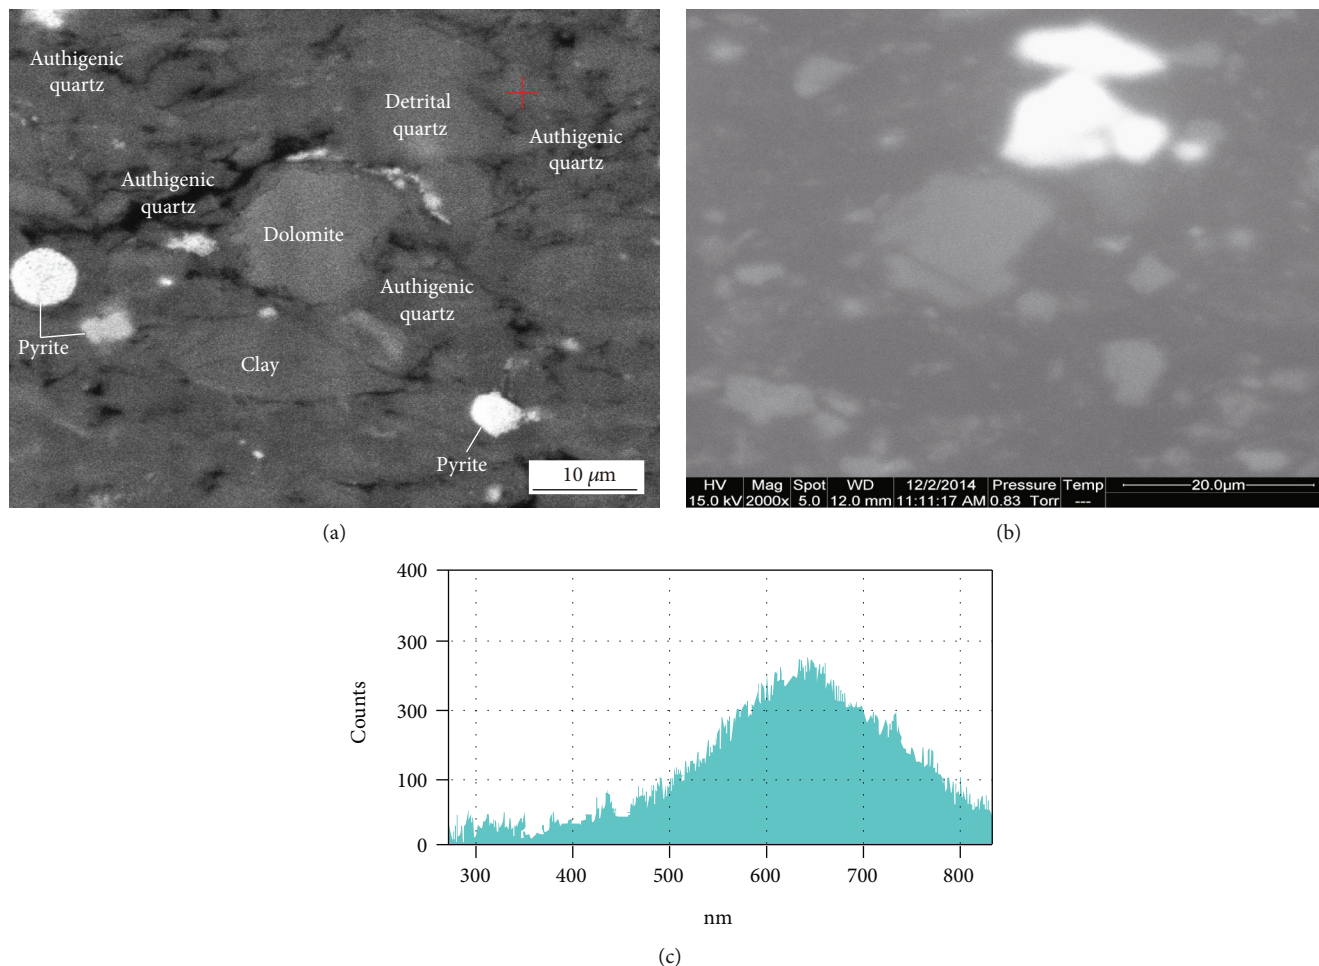 Authigenic
quartz
Detrital
quartz
Authigenic
quartz
Authigenic
quartz
Dolomite
Authigenic
quartz
Pyrite
Clay
Pyrite
10 μm
(a)
HV Mag Spot WD 12/2/2014 Pressure Temp 20.0μm
15.0 kV 2000x 5.0 12.0 mm 11:11:17 AM 0.83 Torr ---
(b)
400
300
300
100
0
Counts
300 400 500 600 700 800
nm
(c)